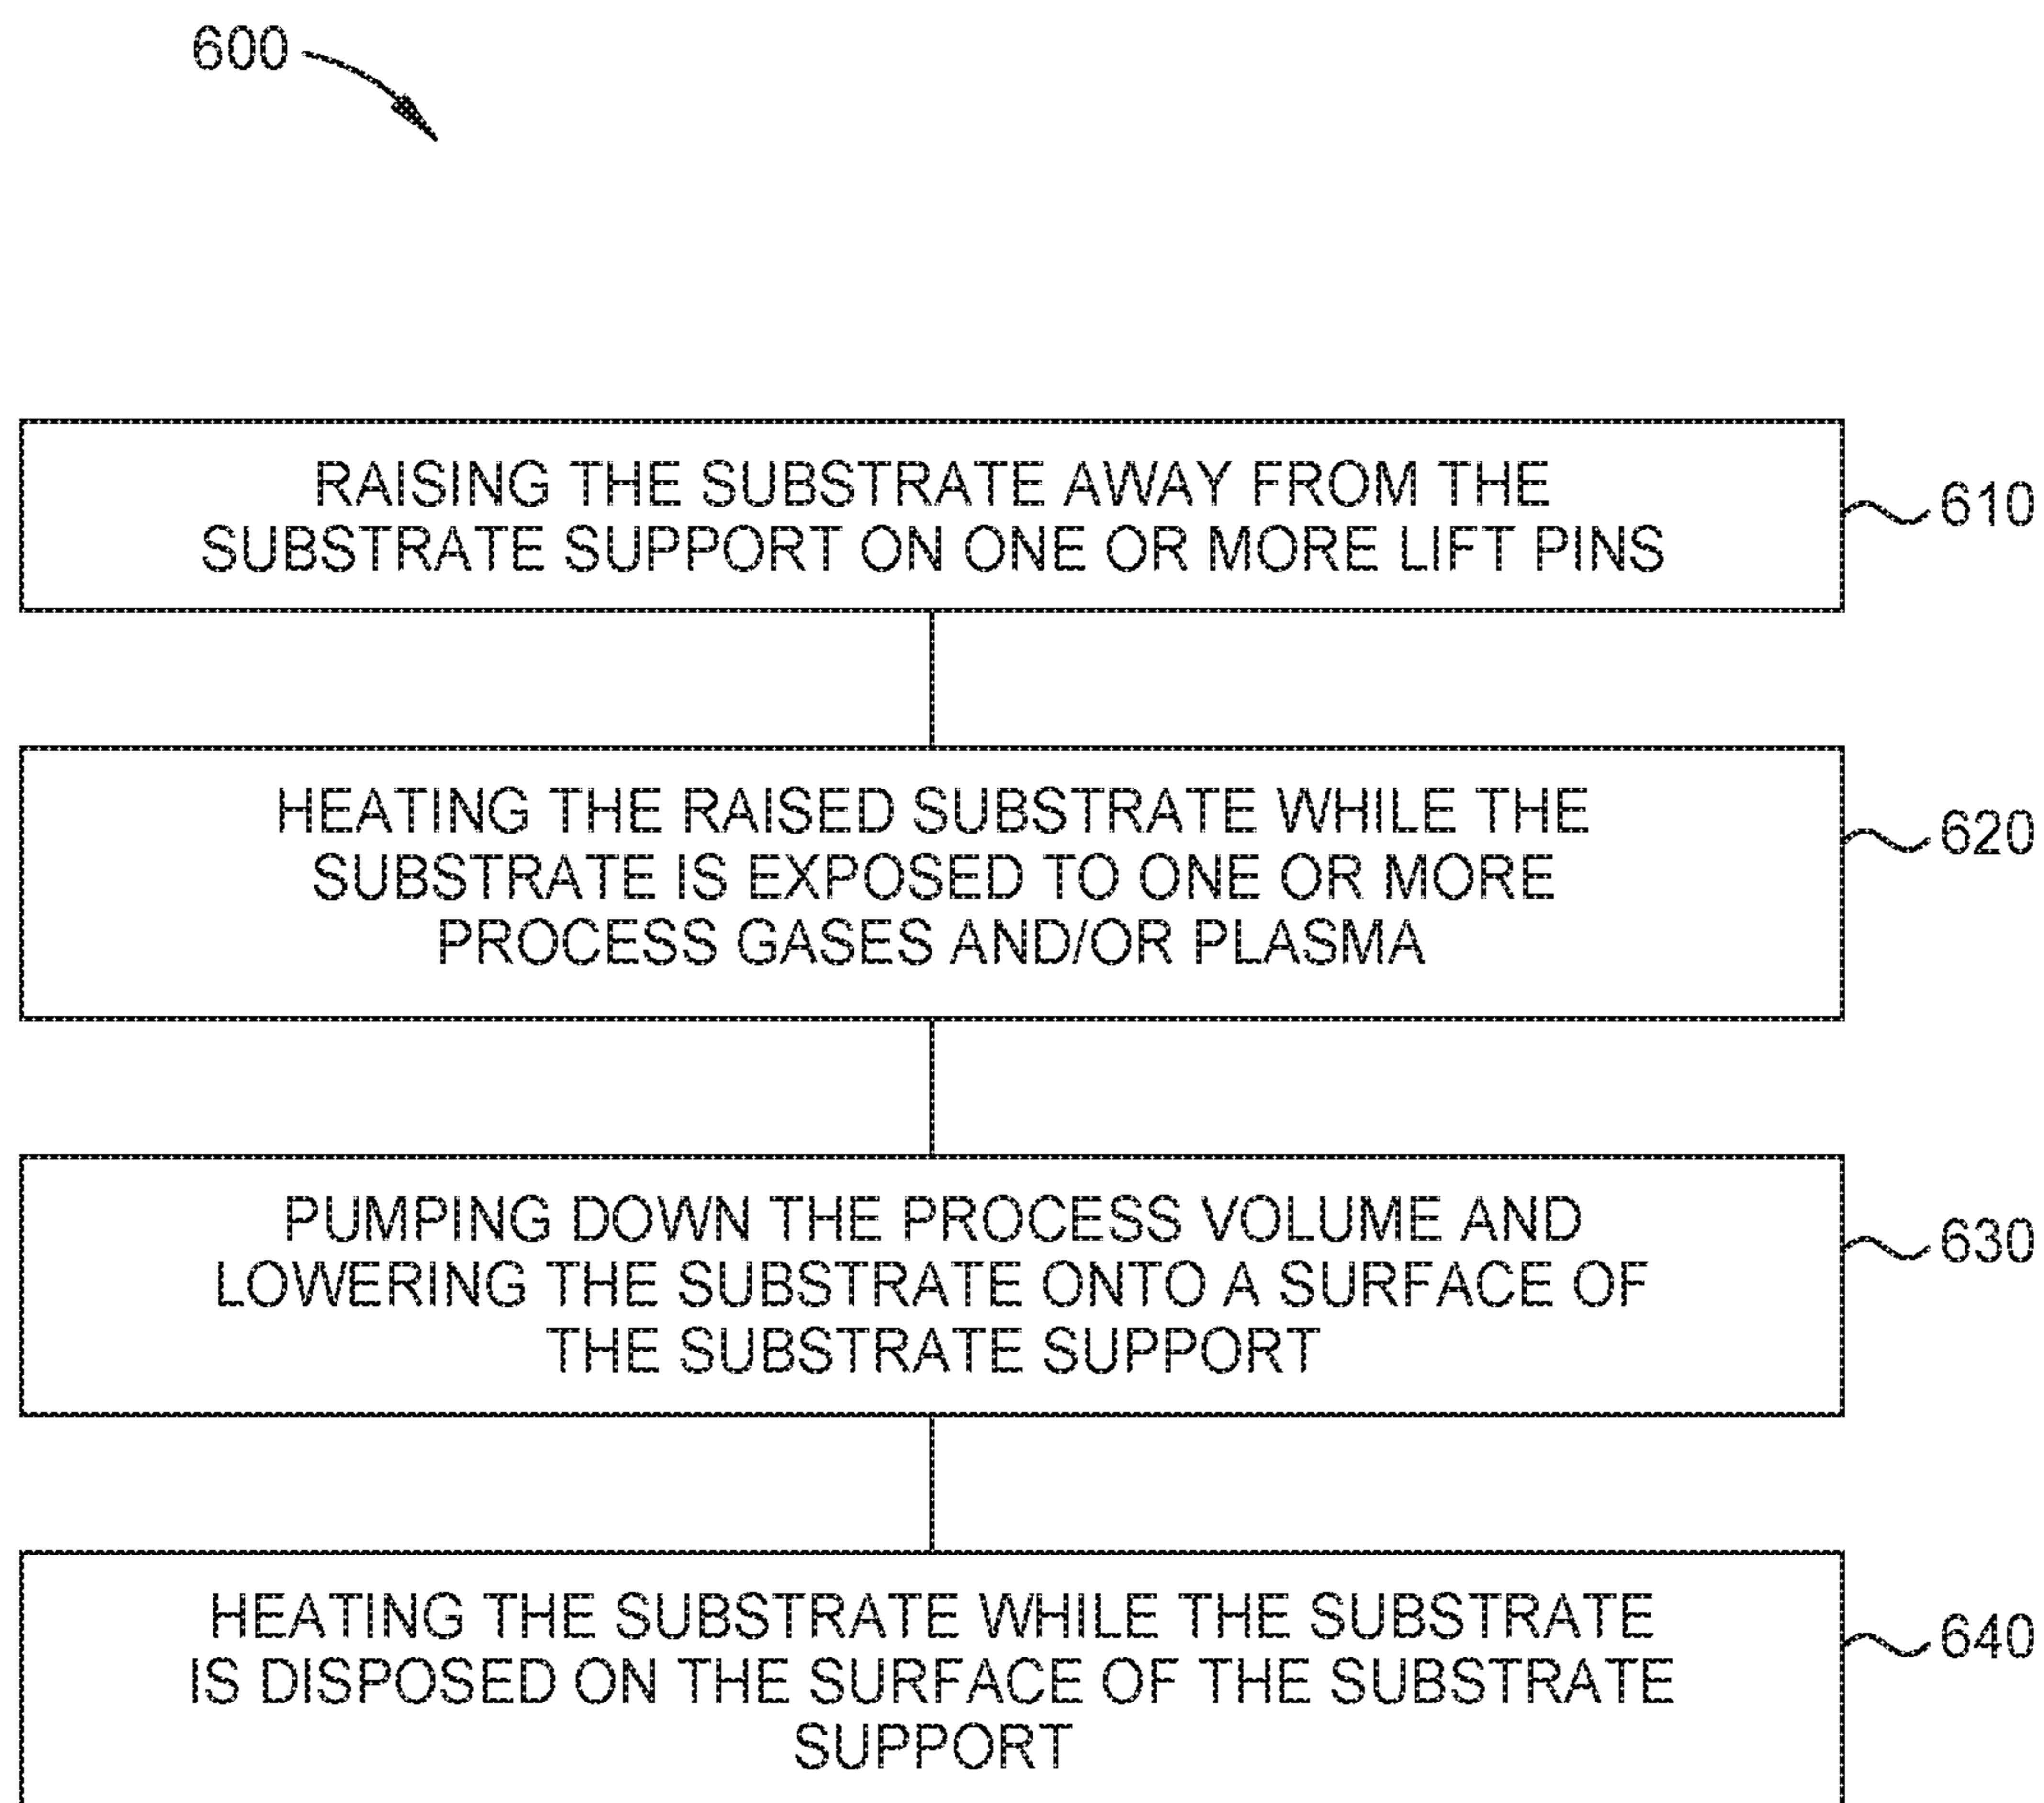 600
RAISING THE SUBSTRATE AWAY FROM THE
SUBSTRATE SUPPORT ON ONE OR MORE LIFT PINS
610
HEATING THE RAISED SUBSTRATE WHILE THE
SUBSTRATE IS EXPOSED TO ONE OR MORE
PROCESS GASES AND/OR PLASMA
620
PUMPING DOWN THE PROCESS VOLUME AND
LOWERING THE SUBSTRATE ONTO A SURFACE OF
THE SUBSTRATE SUPPORT
630
HEATING THE SUBSTRATE WHILE THE SUBSTRATE
IS DISPOSED ON THE SURFACE OF THE SUBSTRATE
SUPPORT
640